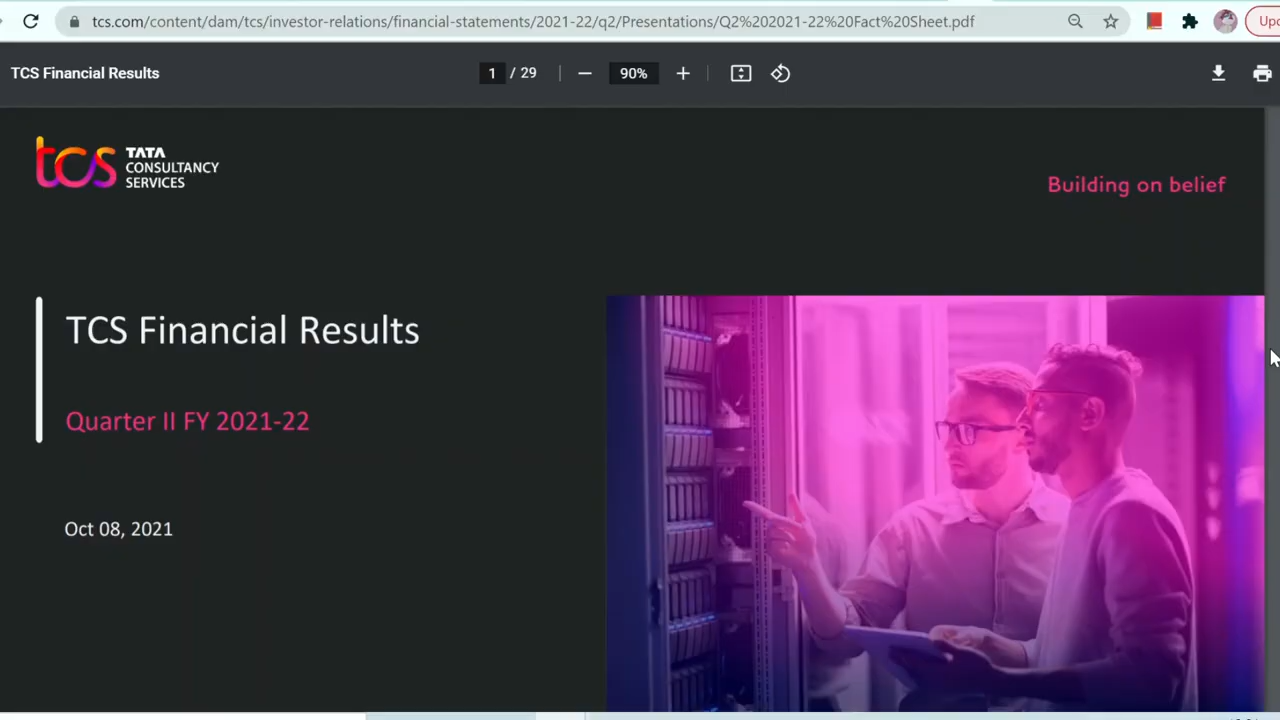 tcs.com/content/dam/tcs/investor-relations/financial-statements/2021-22/q2/Presentations/Q2%202021-22%20Fact%20Sheet.pdf
TCS Financial Results
1 / 29
90%
tcs TATA
CONSULTANCY
SERVICES
Building on belief
TCS Financial Results
Quarter II FY 2021-22
Oct 08, 2021